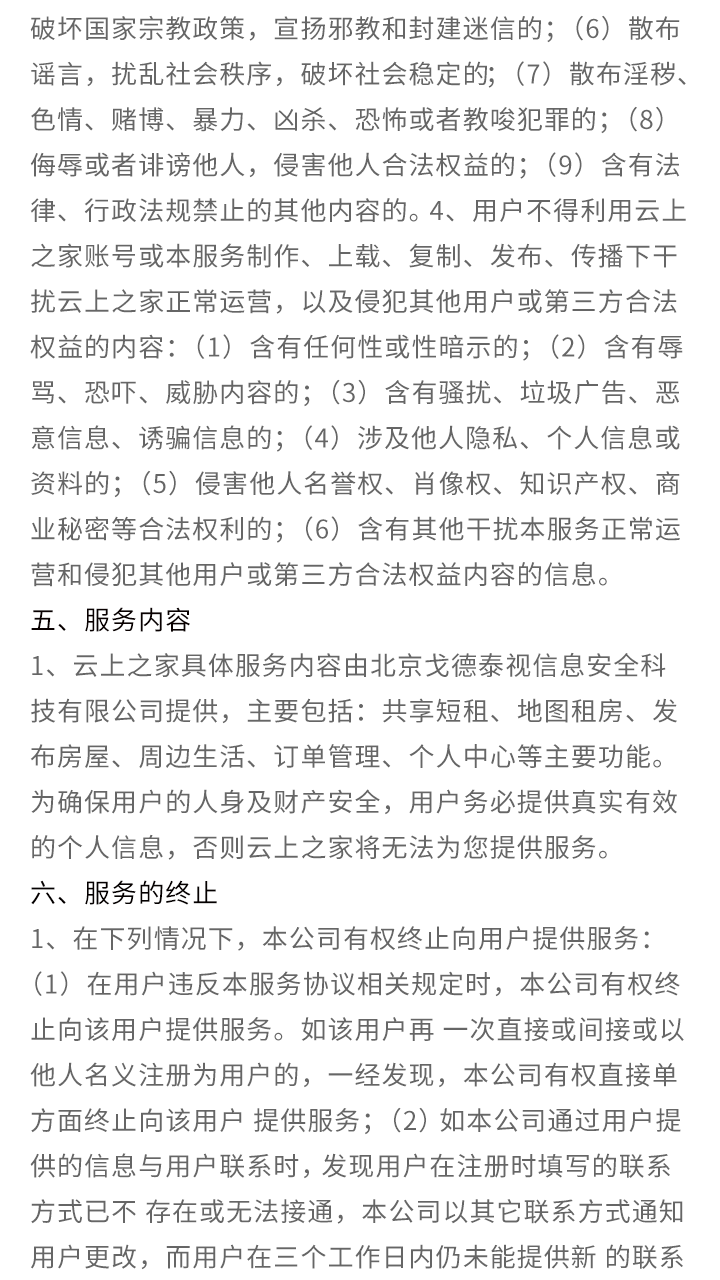 破坏国家宗教政策，宣扬邪教和封建迷信的；（6）散布
谣言，扰乱社会秩序，破坏社会稳定的；（7）散布淫秽、
色情、赌博、暴力、凶杀、恐怖或者教唆犯罪的；（8）
侮辱或者诽谤他人，侵害他人合法权益的；（9）含有法
律、行政法规禁止的其他内容的。4、用户不得利用云上
之家账号或本服务制作、上载、复制、发布、传播下干
扰云上之家正常运营，以及侵犯其他用户或第三方合法
权益的内容：（1）含有任何性或性暗示的；（2）含有辱
骂、恐吓、威胁内容的；（3）含有骚扰、垃圾广告、恶
意信息、诱骗信息的；（4）涉及他人隐私、个人信息或
资料的；（5）侵害他人名誉权、肖像权、知识产权、商
业秘密等合法权利的；（6）含有其他干扰本服务正常运
营和侵犯其他用户或第三方合法权益内容的信息。
五、服务内容
1、云上之家具体服务内容由北京戈德泰视信息安全科
技有限公司提供，主要包括：共享短租、地图租房、发
布房屋、周边生活、订单管理、个人中心等主要功能。
为确保用户的人身及财产安全，用户务必提供真实有效
的个人信息，否则云上之家将无法为您提供服务。
六、服务的终止
1、在下列情况下，本公司有权终止向用户提供服务：
（1）在用户违反本服务协议相关规定时，本公司有权终
止向该用户提供服务。如该用户再 一次直接或间接或以
他人名义注册为用户的，一经发现，本公司有权直接单
方面终止向该用户 提供服务；（2）如本公司通过用户提
供的信息与用户联系时，发现用户在注册时填写的联系
方式已不 存在或无法接通，本公司以其它联系方式通知
用户更改，而用户在三个工作日内仍未能提供新 的联系